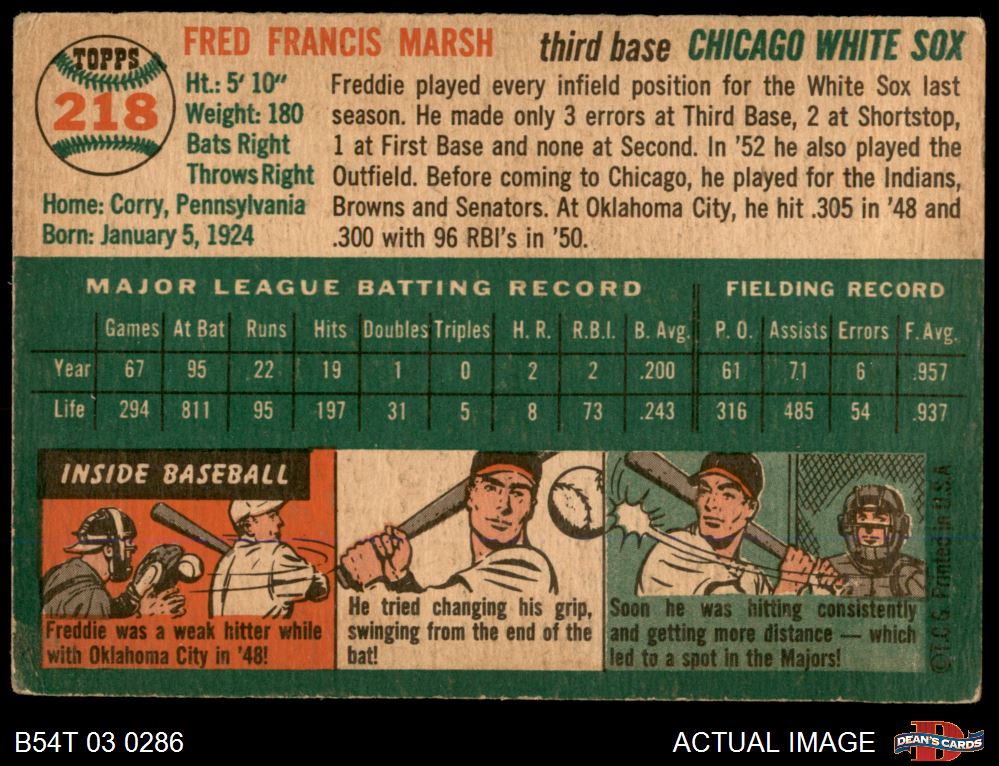 TOPPS
218
FRED FRANCIS MARSH third base CHICAGO WHITE SOX
Ht.: 5' 10"
Weight: 180
Bats Right
Throws Right
Home: Corry, Pennsylvania
Born: January 5, 1924
Freddie played every infield position for the White Sox last
season. He made only 3 errors at Third Base, 2 at Shortstop,
1 at First Base and none at Second. In '52 he also played the
Outfield. Before coming to Chicago, he played for the Indians,
Browns and Senators. At Oklahoma City, he hit .305 in '48 and
.300 with 96 RBI's in '50.
MAJOR LEAGUE BATTING RECORD FIELDING RECORD
Games At Bat Runs Hits Doubles Triples H. R. R.B.I. B. Avg. P. O. Assists Errors F. Avg.
Year 67 95 22 19 1 0 2 2 .200 61 71 6 .957
Life 294 811 95 197 31 5 8 73 .243 316 485 54 .937
INSIDE BASEBALL
Freddie was a weak hitter while
with Oklahoma City in '48!
He tried changing his grip,
swinging from the end of the
bat!
Soon he was hitting consistently
and getting more distance — which
led to a spot in the Majors!
©T.C.G. Printed in U.S.A
B54T 03 0286
ACTUAL IMAGE
DEAN'S CARDS